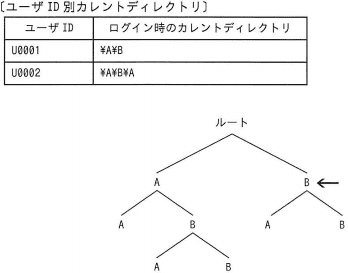 〔ユーザ ID 別カレントディレクトリ〕
ユーザ ID ログイン時のカレントディレクトリ
U0001 ¥A¥B
U0002 ¥A¥B¥A
ルート
A B ←
A B A B
A B